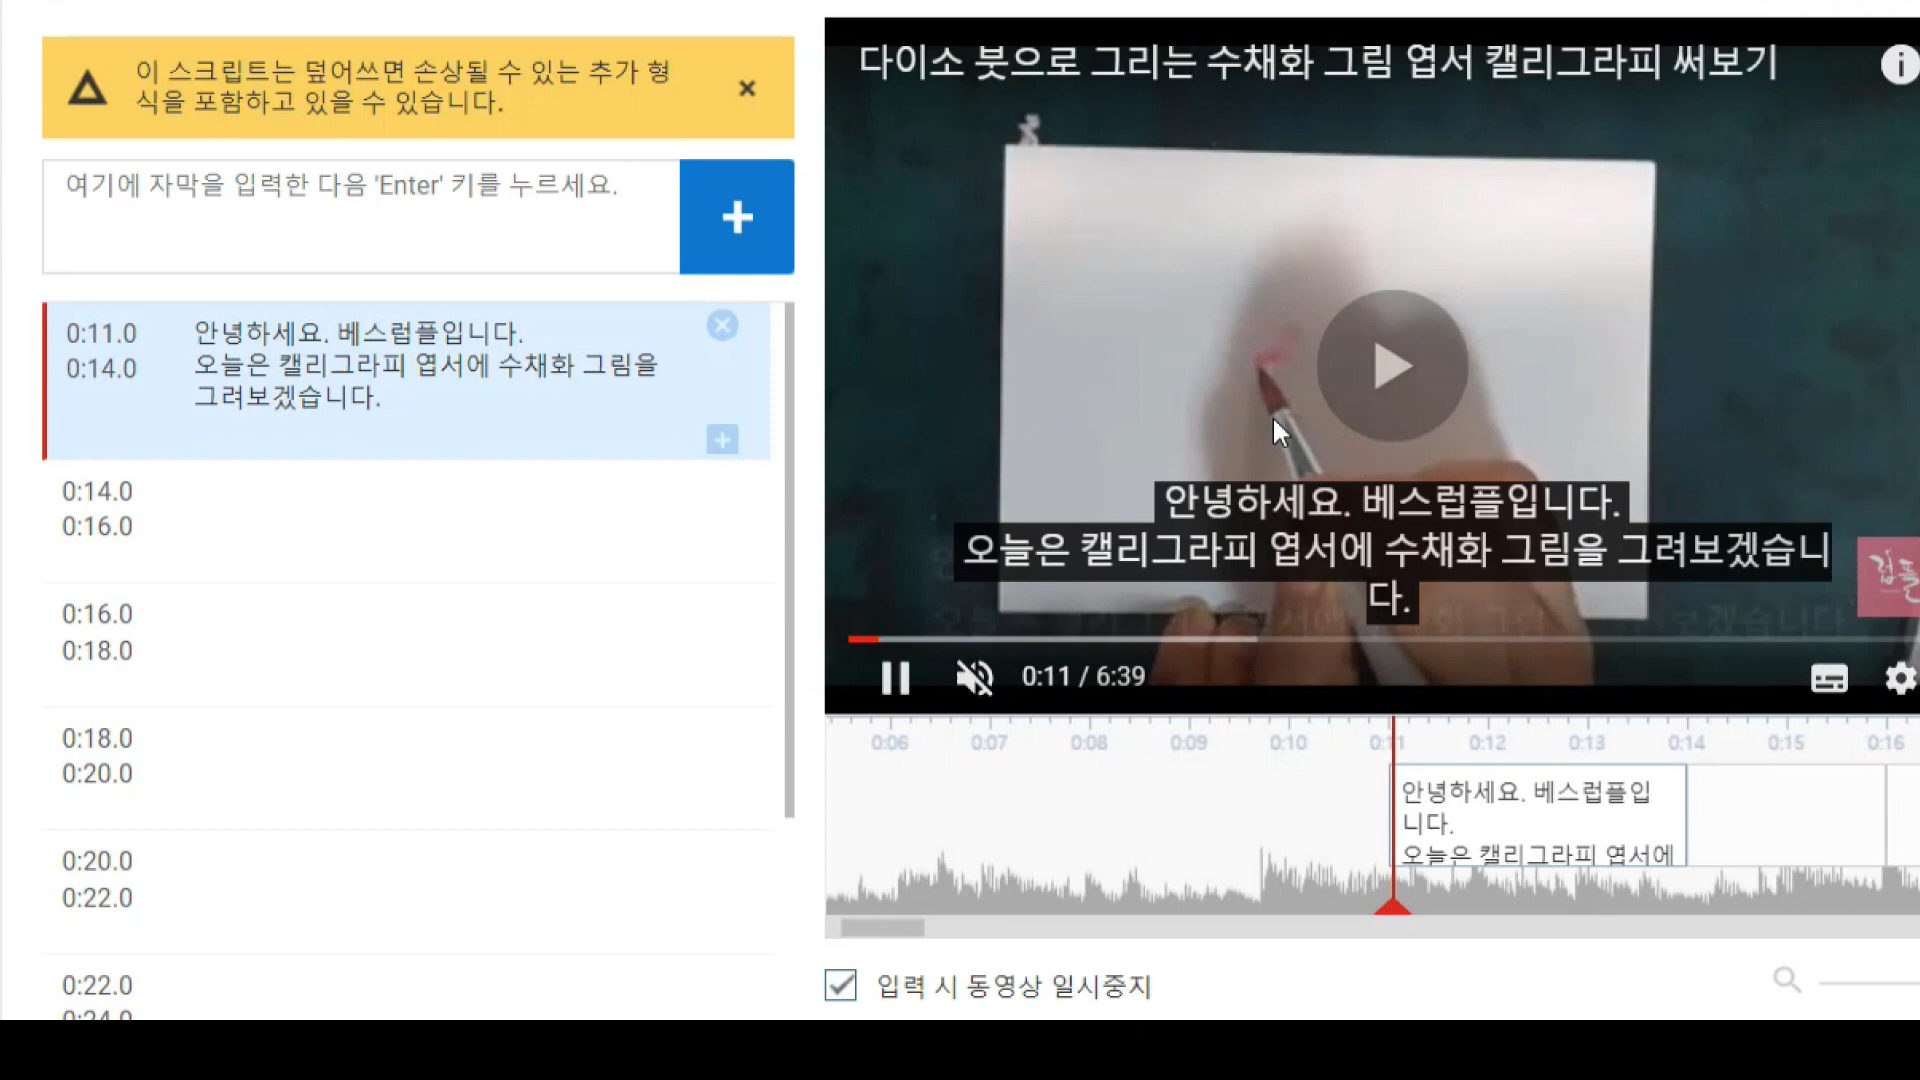 이 스크립트는 덮어쓰면 손상될 수 있는 추가 형
식을 포함하고 있을 수 있습니다.
여기에 자막을 입력한 다음 'Enter' 키를 누르세요.
0:11.0
0:14.0
안녕하세요. 베스럽플입니다.
오늘은 캘리그라피 엽서에 수채화 그림을
그려보겠습니다.
0:14.0
0:16.0
0:16.0
0:18.0
0:18.0
0:20.0
0:20.0
0:22.0
0:22.0
0:24.0
다이소 붓으로 그리는 수채화 그림 엽서 캘리그라피 써보기
안녕하세요. 베스럽플입니다.
오늘은 캘리그라피 엽서에 수채화 그림을 그려보겠습니
다.
럽플
0:11 / 6:39
0:06 0:07 0:08 0:09 0:10 0:11 0:12 0:13 0:14 0:15 0:16
안녕하세요. 베스럽플입
니다.
오늘은 캘리그라피 엽서에
입력 시 동영상 일시중지